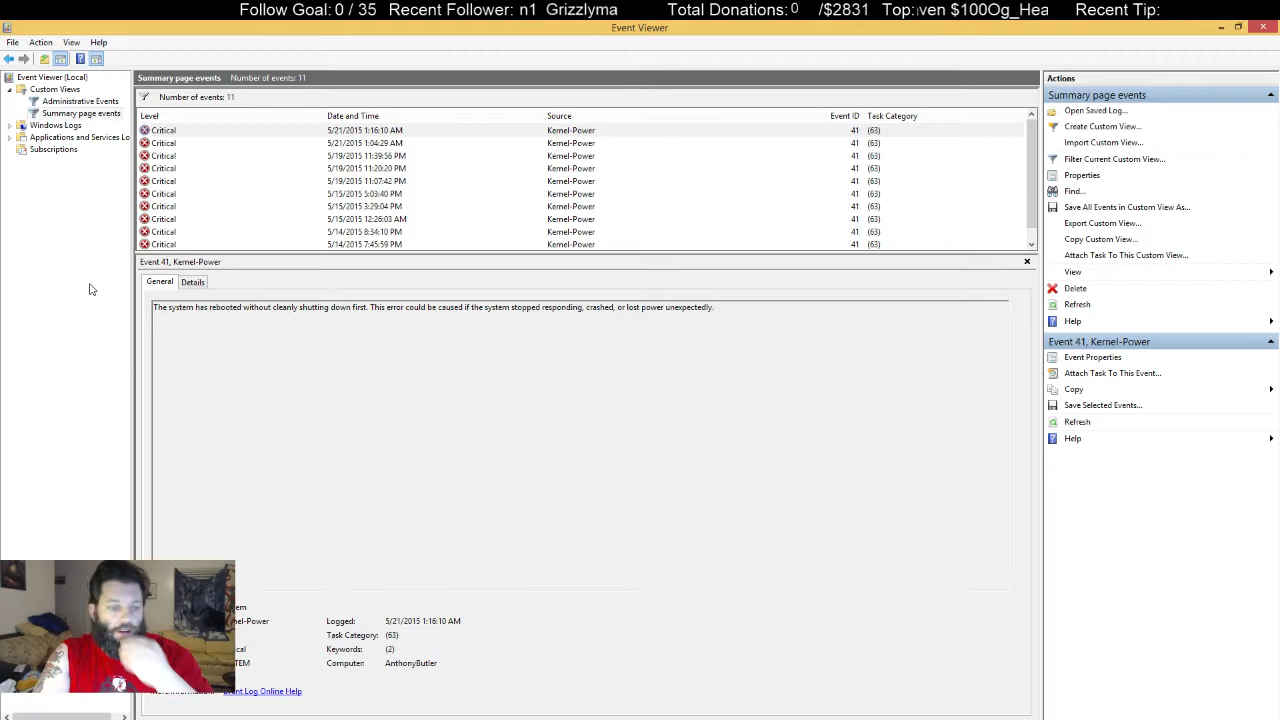 Follow Goal: 0 / 35 Recent Follower: n1 Grizzlyma Total Donations: 0 /$2831 Top: ven $100Og_Hea Recent Tip:
Event Viewer
File Action View Help
Event Viewer (Local)
Custom Views
Administrative Events
Summary page events
Windows Logs
Applications and Services Lo
Subscriptions
Summary page events Number of events: 11
Number of events: 11
Level Date and Time Source Event ID Task Category
Critical 5/21/2015 1:16:10 AM Kernel-Power 41 (63)
Critical 5/21/2015 1:04:29 AM Kernel-Power 41 (63)
Critical 5/19/2015 11:39:56 PM Kernel-Power 41 (63)
Critical 5/19/2015 11:20:20 PM Kernel-Power 41 (63)
Critical 5/19/2015 11:07:42 PM Kernel-Power 41 (63)
Critical 5/15/2015 5:03:40 PM Kernel-Power 41 (63)
Critical 5/15/2015 3:29:04 PM Kernel-Power 41 (63)
Critical 5/15/2015 12:26:03 AM Kernel-Power 41 (63)
Critical 5/14/2015 8:34:10 PM Kernel-Power 41 (63)
Critical 5/14/2015 7:45:59 PM Kernel-Power 41 (63)
Event 41, Kernel-Power
General Details
The system has rebooted without cleanly shutting down first. This error could be caused if the system stopped responding, crashed, or lost power unexpectedly.
em
nel-Power Logged: 5/21/2015 1:16:10 AM
Task Category: (63)
ical Keywords: (2)
TEM Computer: AnthonyButler
Event Log Online Help
Actions
Summary page events
Open Saved Log...
Create Custom View...
Import Custom View...
Filter Current Custom View...
Properties
Find...
Save All Events in Custom View As...
Export Custom View...
Copy Custom View...
Attach Task To This Custom View...
View
Delete
Refresh
Help
Event 41, Kernel-Power
Event Properties
Attach Task To This Event...
Copy
Save Selected Events...
Refresh
Help